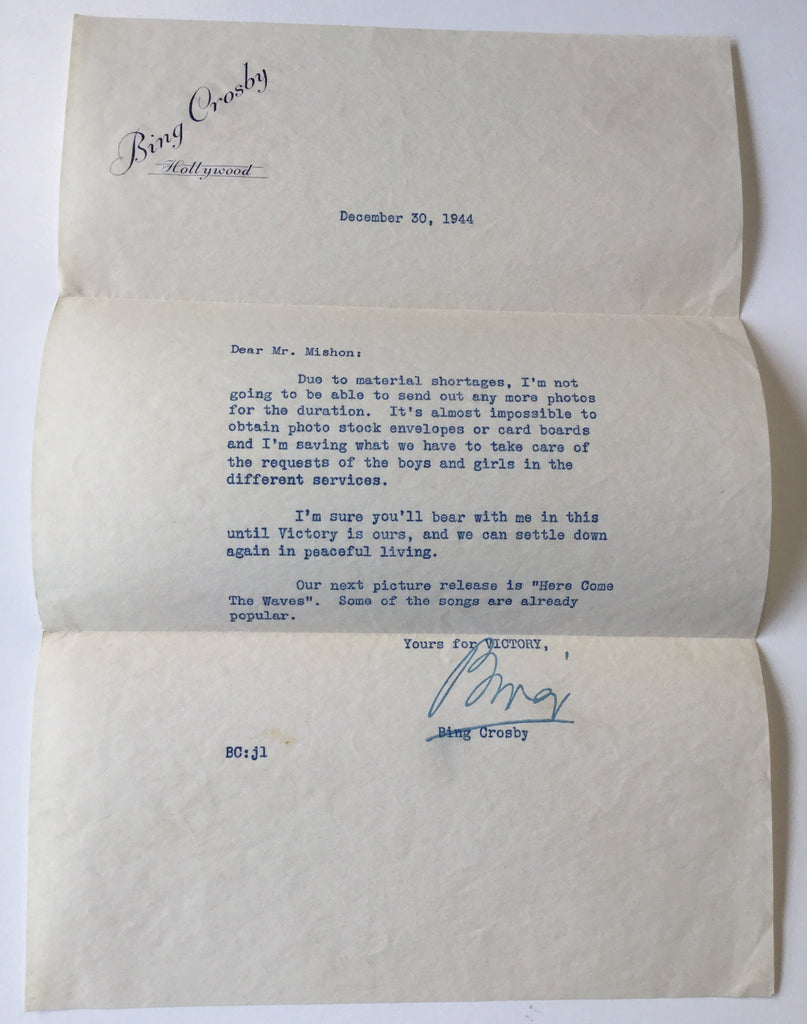 Bing Crosby
Hollywood
December 30, 1944
Dear Mr. Mishon:
Due to material shortages, I'm not
going to be able to send out any more photos
for the duration. It's almost impossible to
obtain photo stock envelopes or card boards
and I'm saving what we have to take care of
the requests of the boys and girls in the
different services.
I'm sure you'll bear with me in this
until Victory is ours, and we can settle down
again in peaceful living.
Our next picture release is "Here Come
The Waves". Some of the songs are already
popular.
Yours for VICTORY,
Bing
Bing Crosby
BC:jl